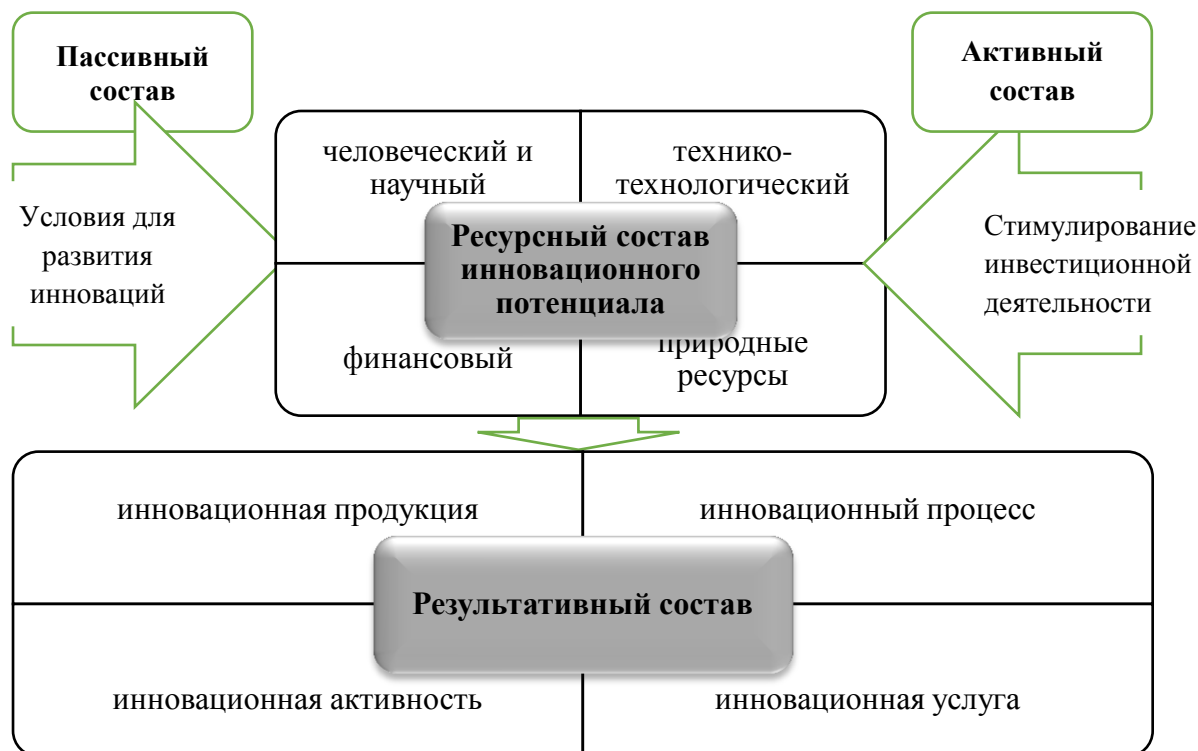 Пассивный
состав
Активный
состав
человеческий и
научный
технико-
технологический
Условия для
развития
инноваций
Ресурсный состав
инновационного
потенциала
Стимулирование
инвестиционной
деятельности
финансовый
природные
ресурсы
инновационная продукция
инновационный процесс
Результативный состав
инновационная активность
инновационная услуга